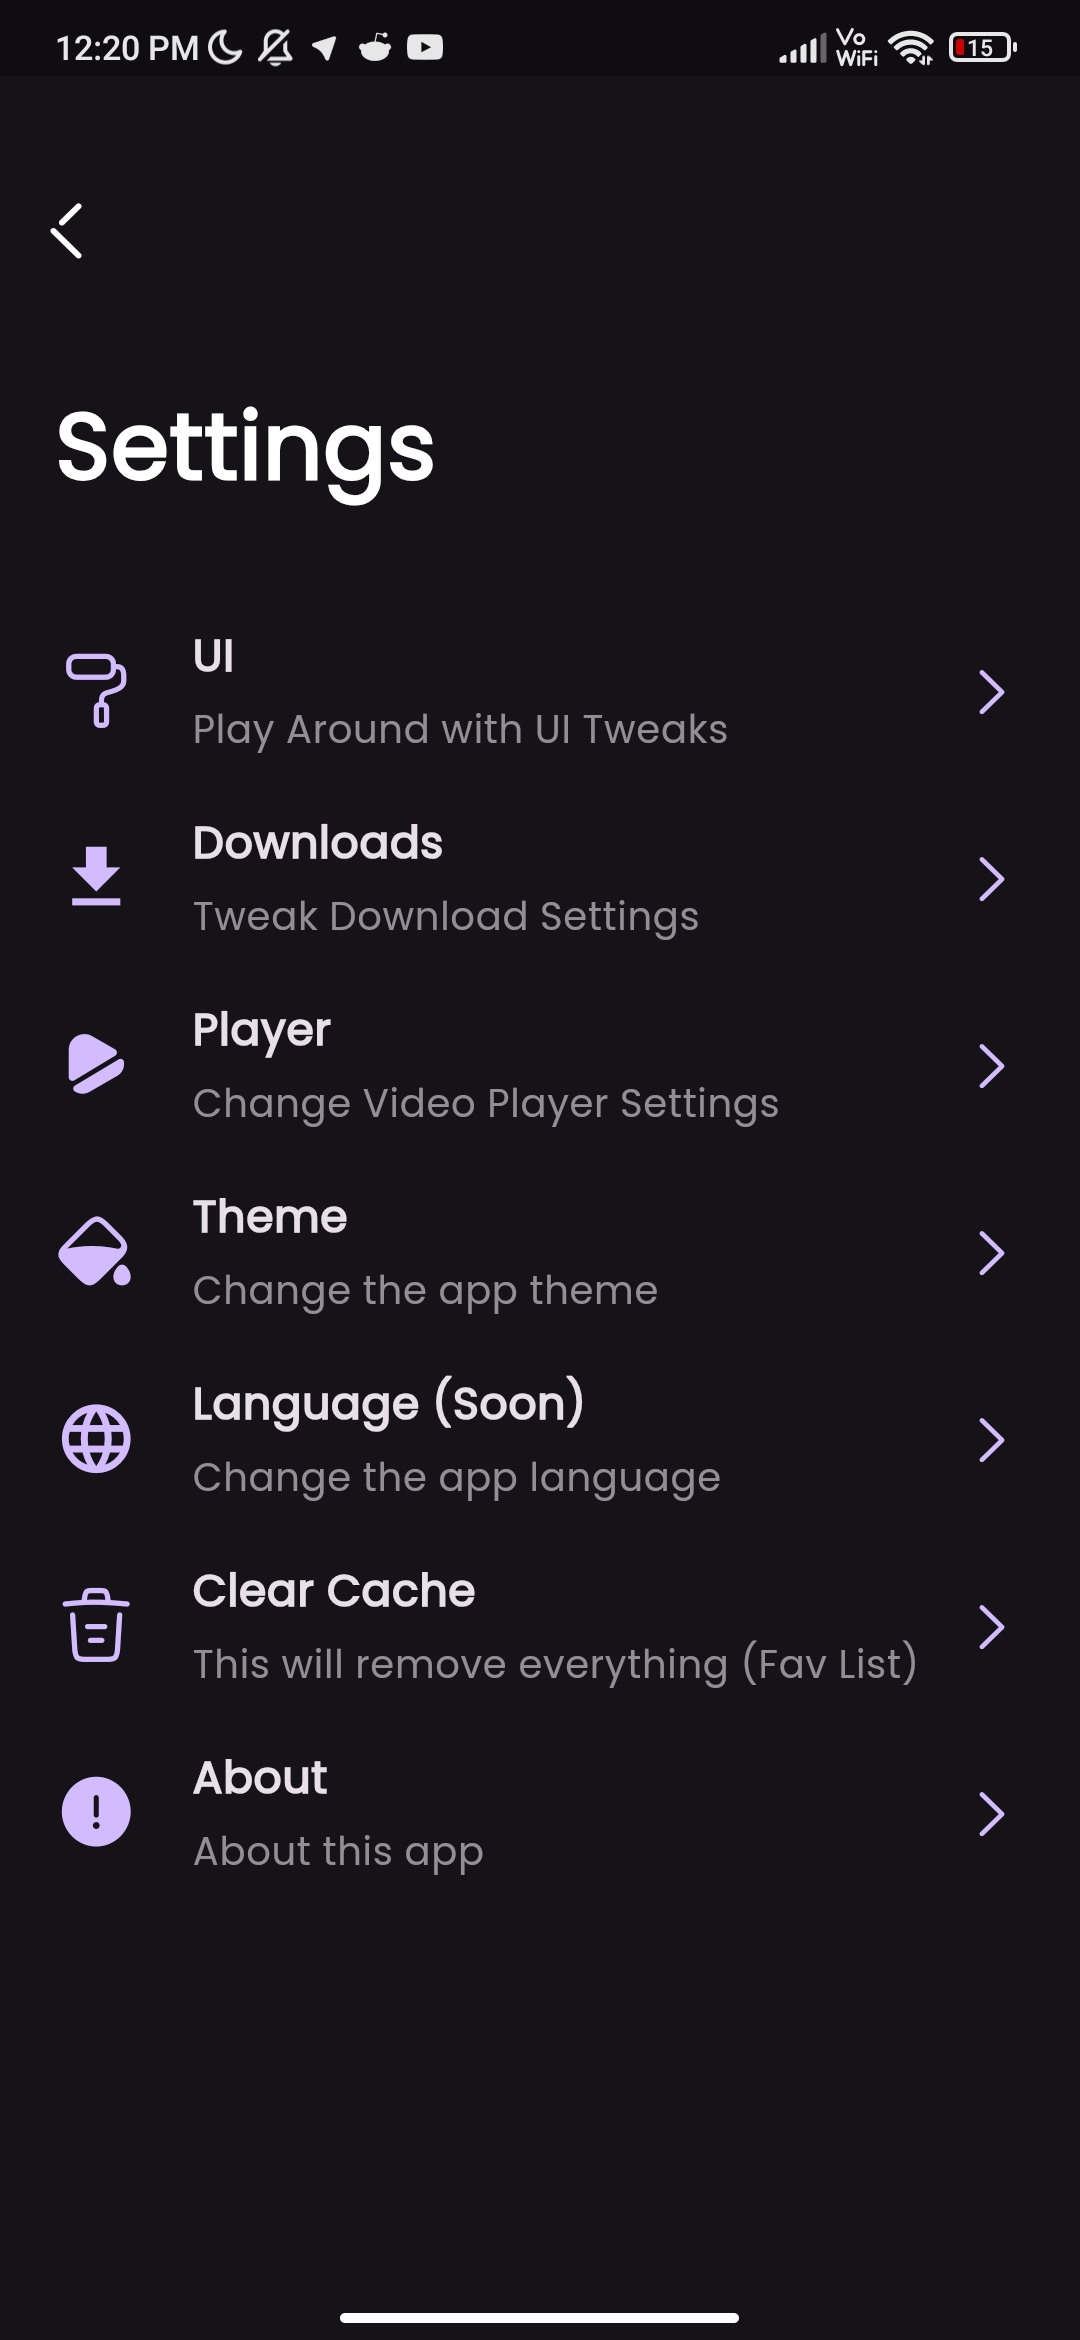 12:20 PM
Vo
WiFi
15
Settings
UI
Play Around with UI Tweaks
Downloads
Tweak Download Settings
Player
Change Video Player Settings
Theme
Change the app theme
Language (Soon)
Change the app language
Clear Cache
This will remove everything (Fav List)
About
About this app